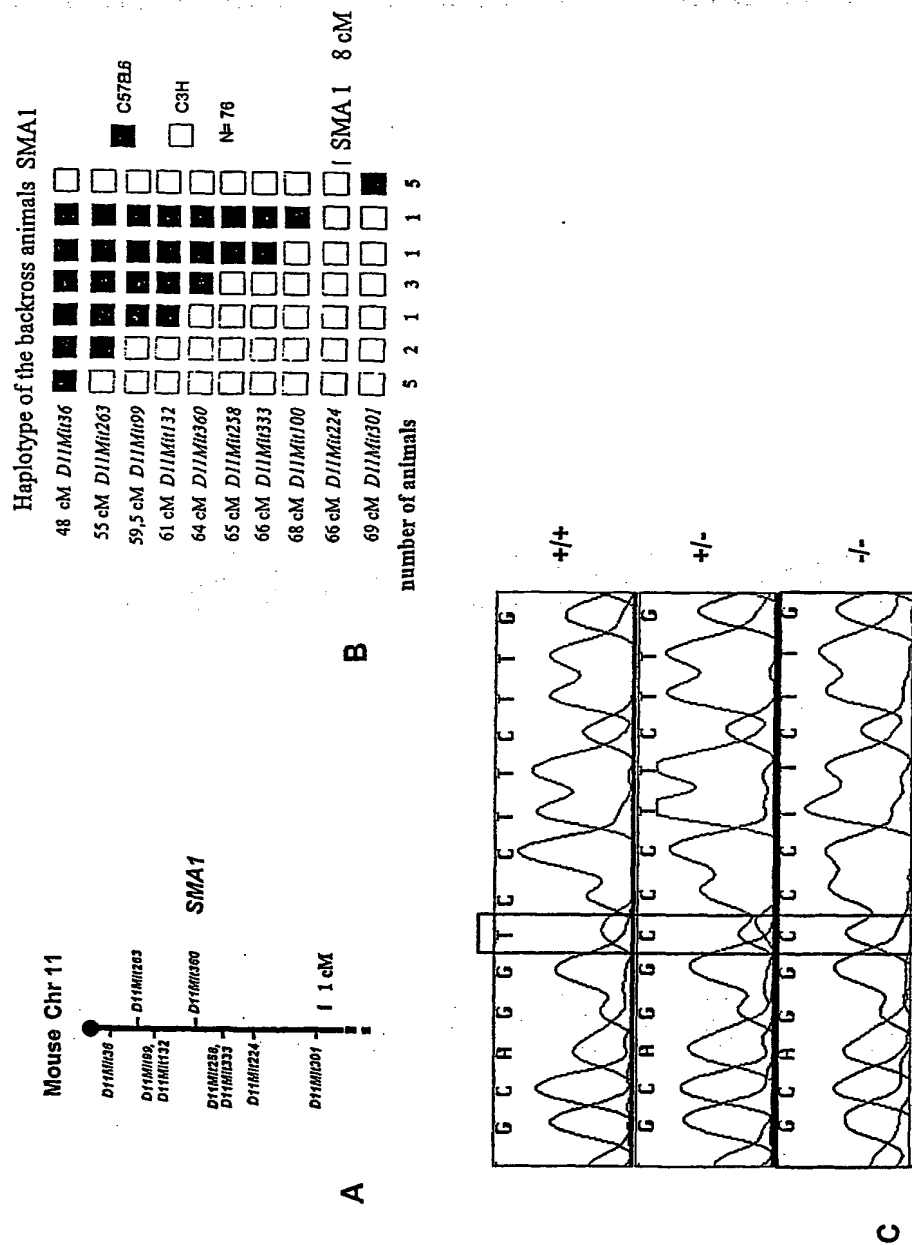 A
Mouse Chr 11
D11Mit36
D11Mit263
D11Mit99,
D11Mit132
D11Mit360
SMA1
D11Mit258,
D11Mit333
D11Mit224
D11Mit301
1 cM
B
Haplotype of the backross animals SMA1
48 cM D11Mit36
55 cM D11Mit263
59,5 cM D11Mit99
61 cM D11Mit132
64 cM D11Mit360
65 cM D11Mit258
66 cM D11Mit333
68 cM D11Mit100
66 cM D11Mit224
69 cM D11Mit301
number of animals 5 2 1 3 1 1 5
C57BL6
C3H
N=76
SMA 1 8 cM
C
G C A G G T C C T T C T T G
+/+
G C A G G C C C T T C T T G
+/-
G C A G G C C C T T C T T G
-/-